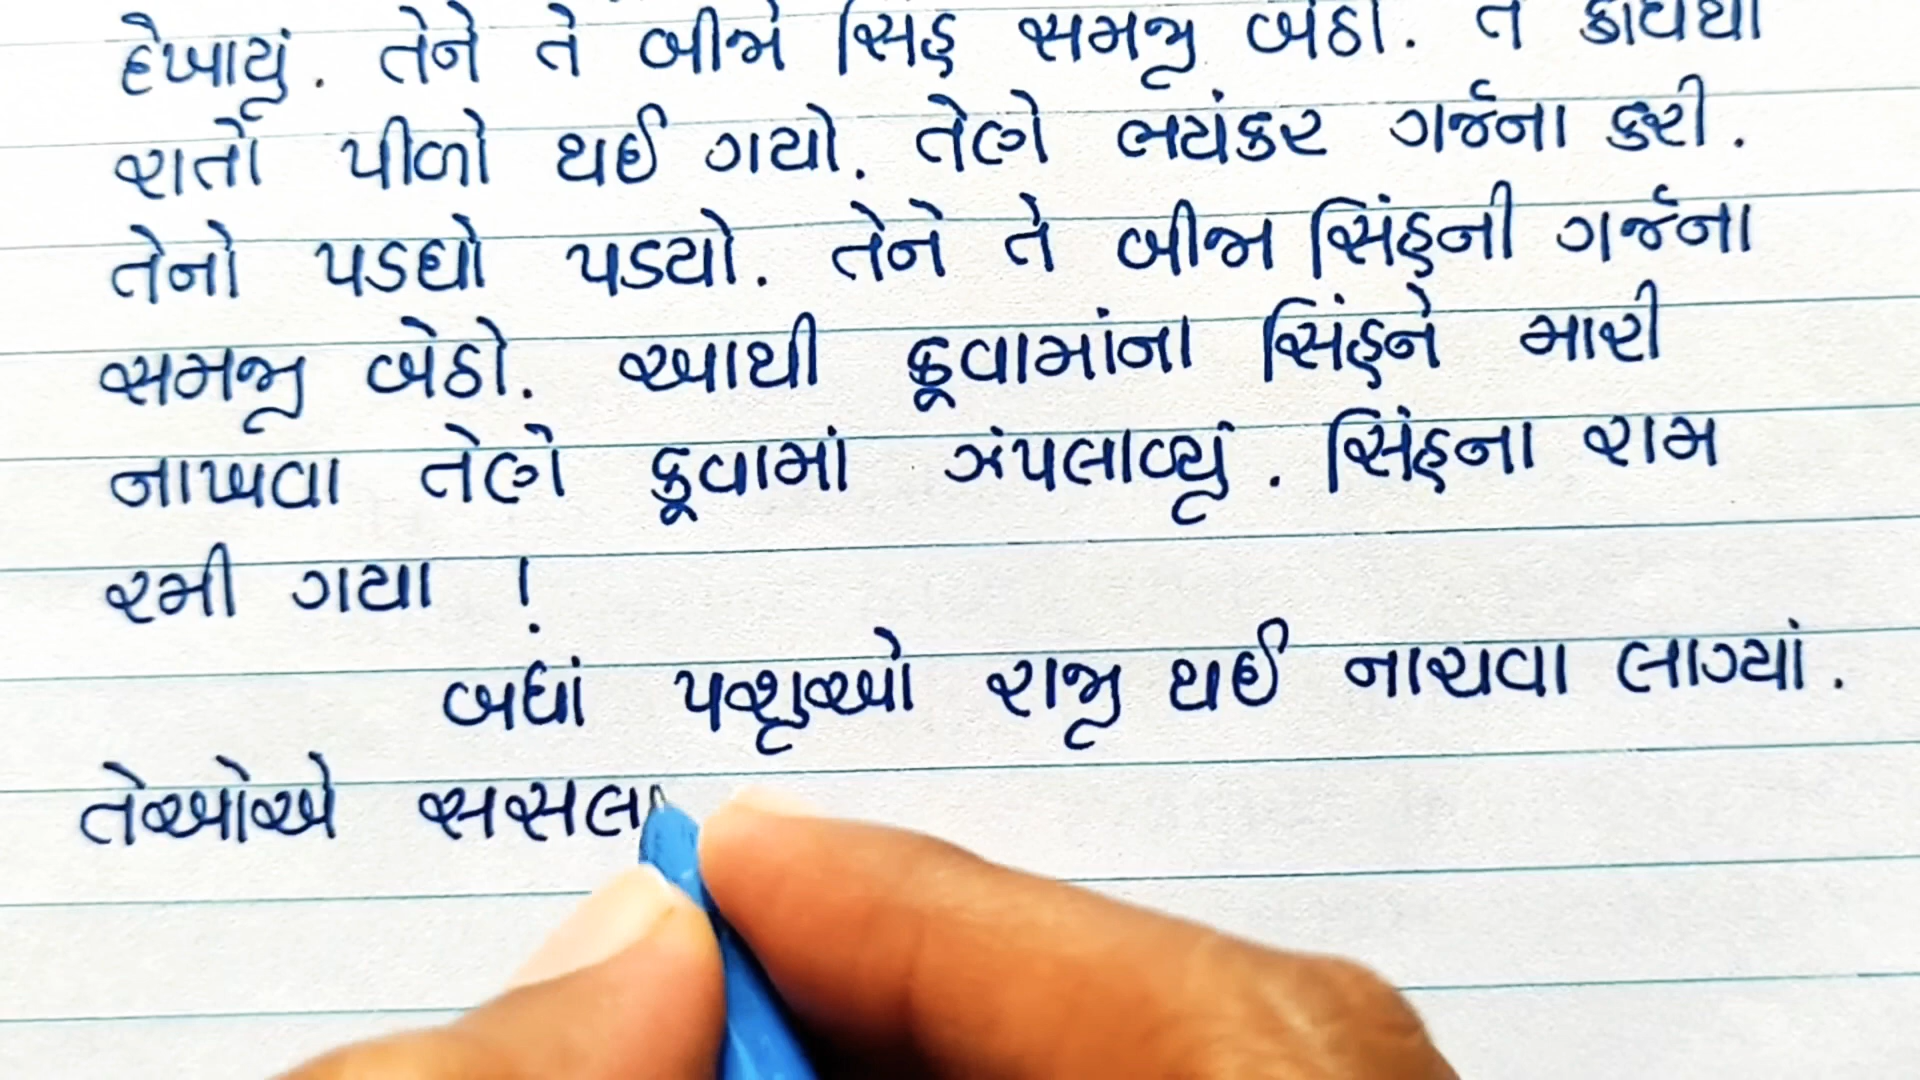 દેખાયું. તેને તે બીજો સિંહ સમજી બેઠો. તે ક્રોધથી
રાતો પીળો થઈ ગયો. તેણે ભયંકર ગર્જના કરી.
તેનો પડઘો પડયો. તેને તે બીજા સિંહની ગર્જના
સમજી બેઠો. આથી કૂવામાંના સિંહને મારી
નાખવા તેણે કૂવામાં ઝંપલાવ્યું. સિંહના રામ
રમી ગયા !
બધાં પશુઓ રાજી થઈ નાચવા લાગ્યાં.
તેઓએ સસલા